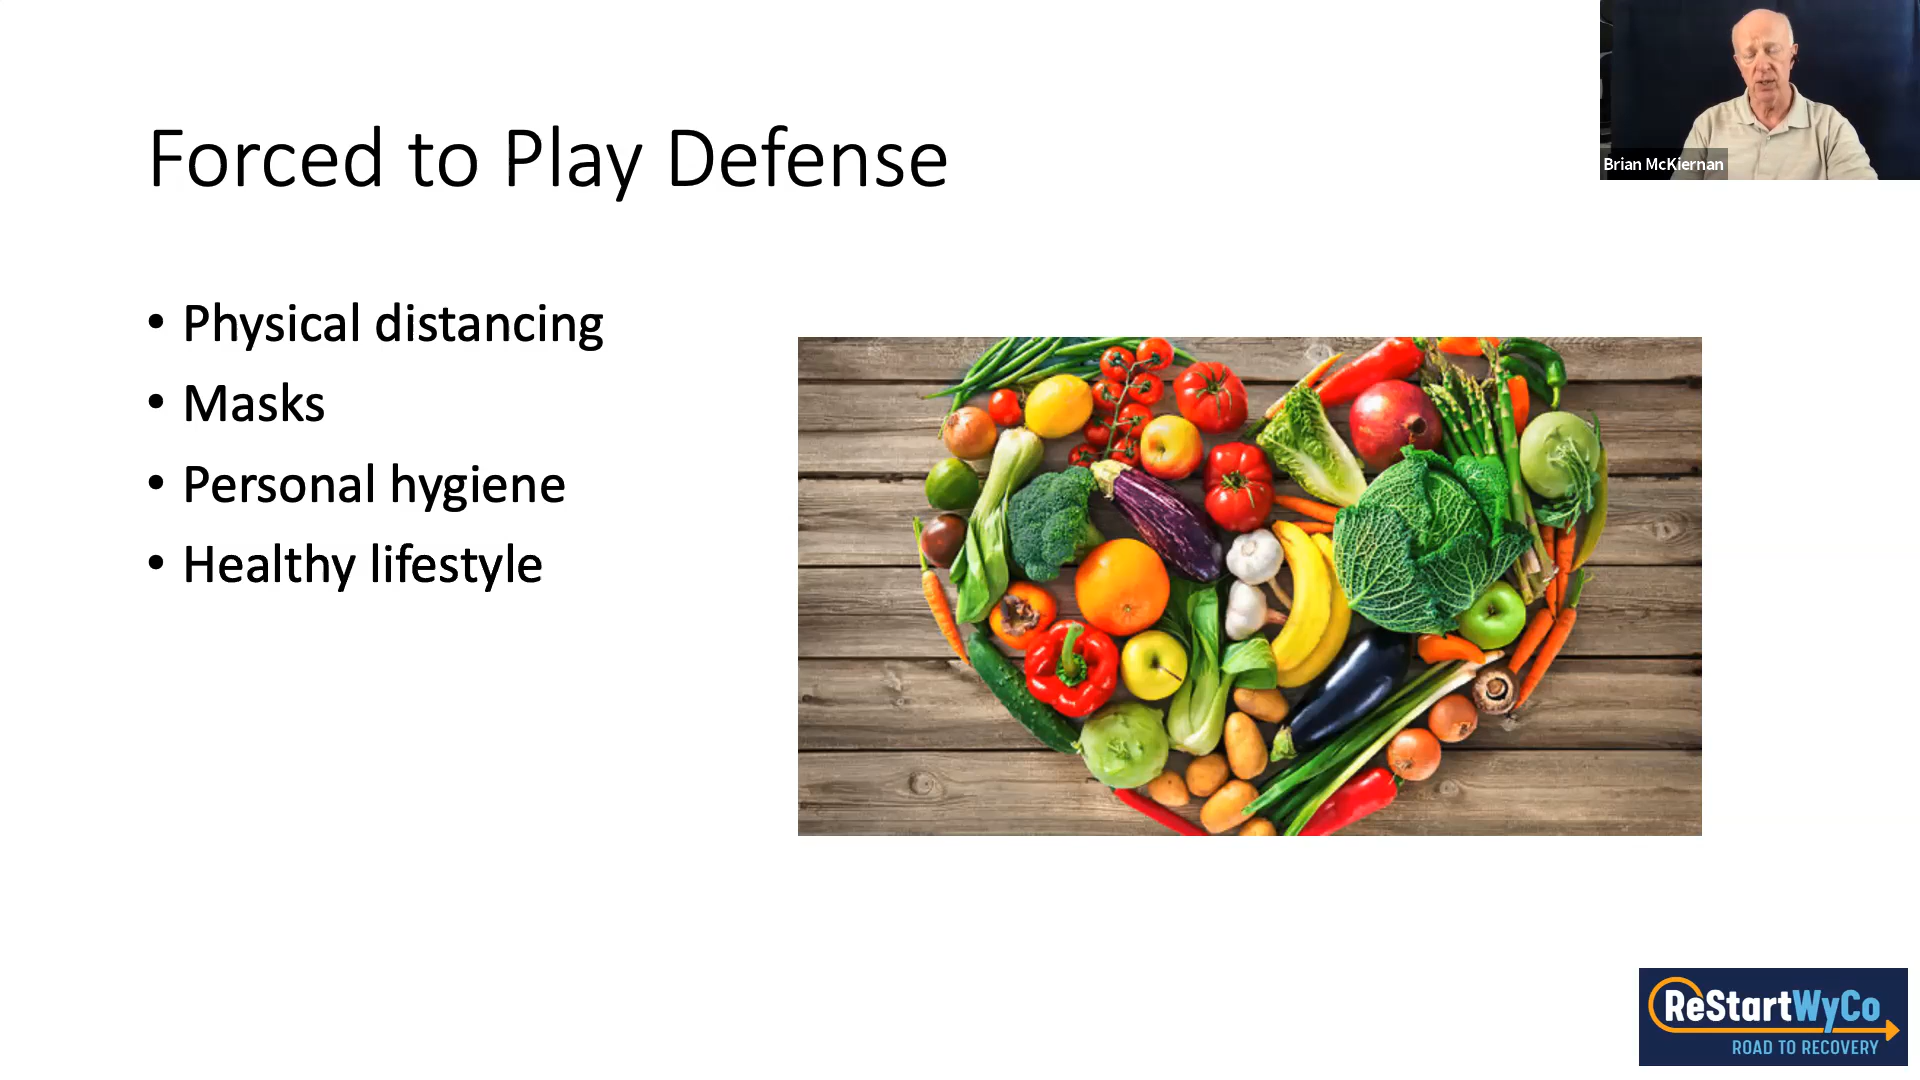 Forced to Play Defense
Brian McKiernan
• Physical distancing
• Masks
• Personal hygiene
• Healthy lifestyle
ReStartWyCo
ROAD TO RECOVERY